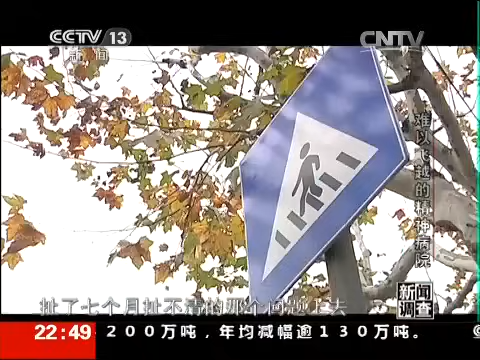 CCTV 13
新闻
CNTV
难以飞越的精神病院
新闻
调查
扯了七个月扯不清的那个问题上去
22:49 200万吨，年均减幅逾130万吨。